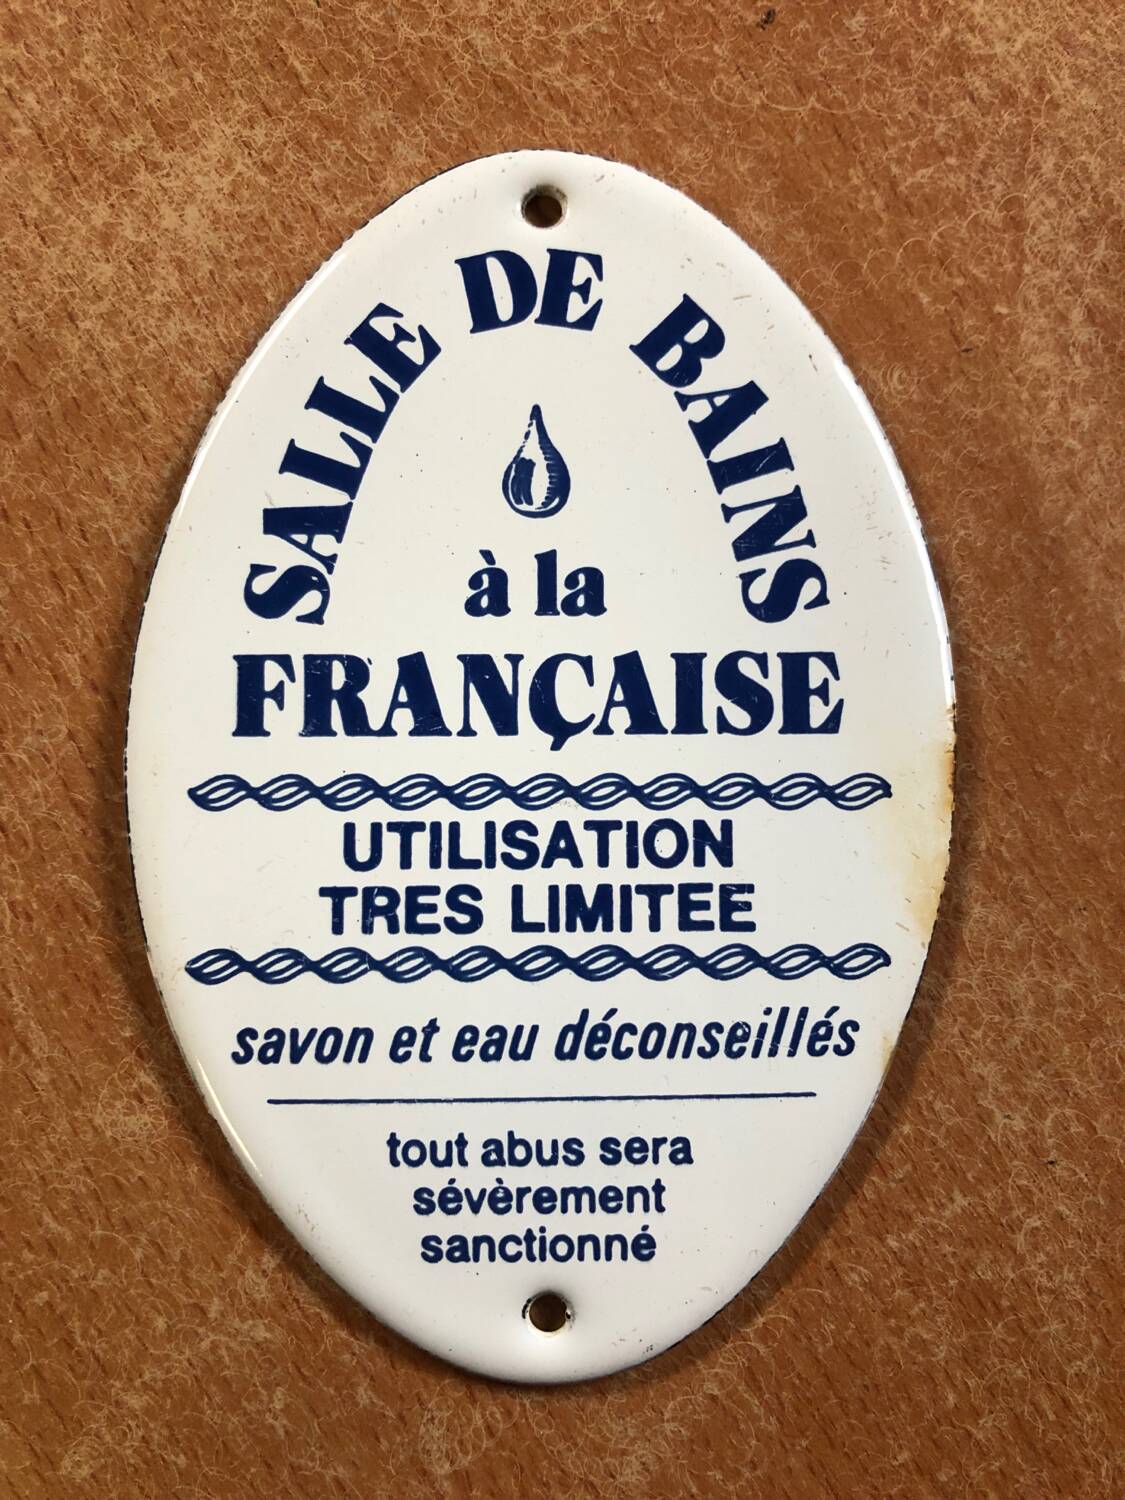 SALLE DE BAINS
à la
FRANÇAISE
UTILISATION
TRES LIMITEE
savon et eau déconseillés
tout abus sera
sévèrement
sanctionné